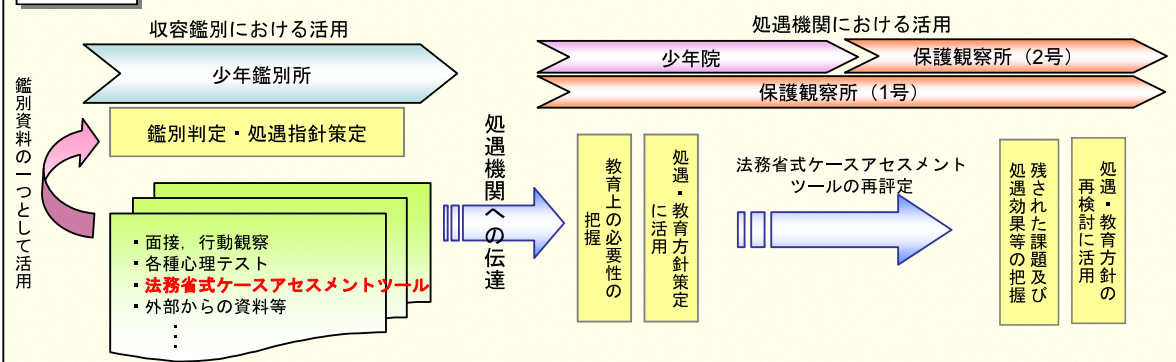 収容鑑別における活用
処遇機関における活用
少年鑑別所
少年院
保護観察所（2号）
保護観察所（1号）
鑑別資料の一つとして活用
鑑別判定・処遇指針策定
・面接，行動観察
・各種心理テスト
・法務省式ケースアセスメントツール
・外部からの資料等
⋮
処遇機関への伝達
教育上の必要性の
把握
処遇・教育方針策定
に活用
法務省式ケースアセスメント
ツールの再評定
残された課題及び
処遇効果等の把握
処遇・教育方針の
再検討に活用